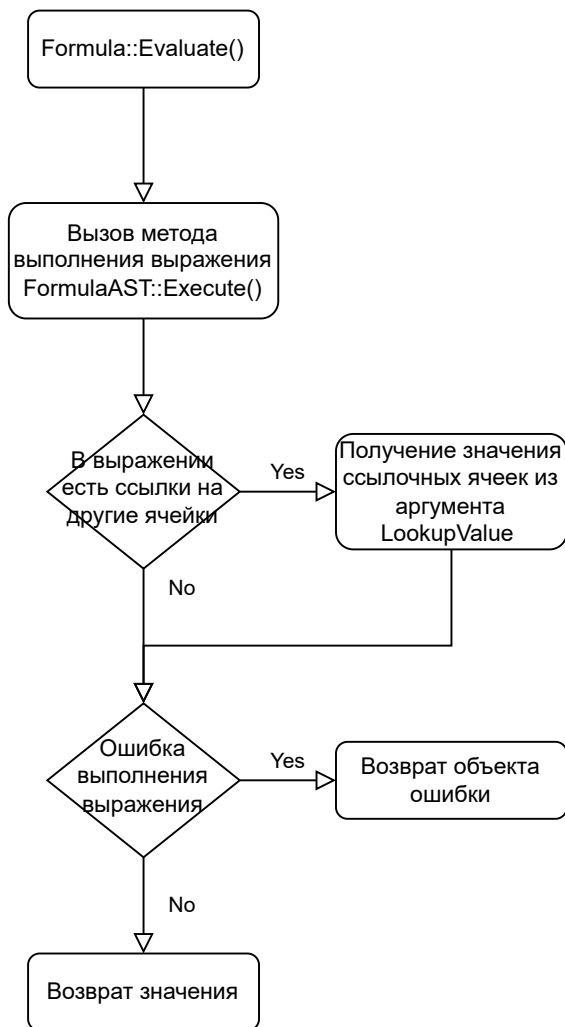 Formula::Evaluate()
Вызов метода
выполнения выражения
FormulaAST::Execute()
В выражении
есть ссылки на
другие ячейки
Yes
Получение значения
ссылочных ячеек из
аргумента
LookupValue
No
Ошибка
выполнения
выражения
Yes
Возврат объекта
ошибки
No
Возврат значения